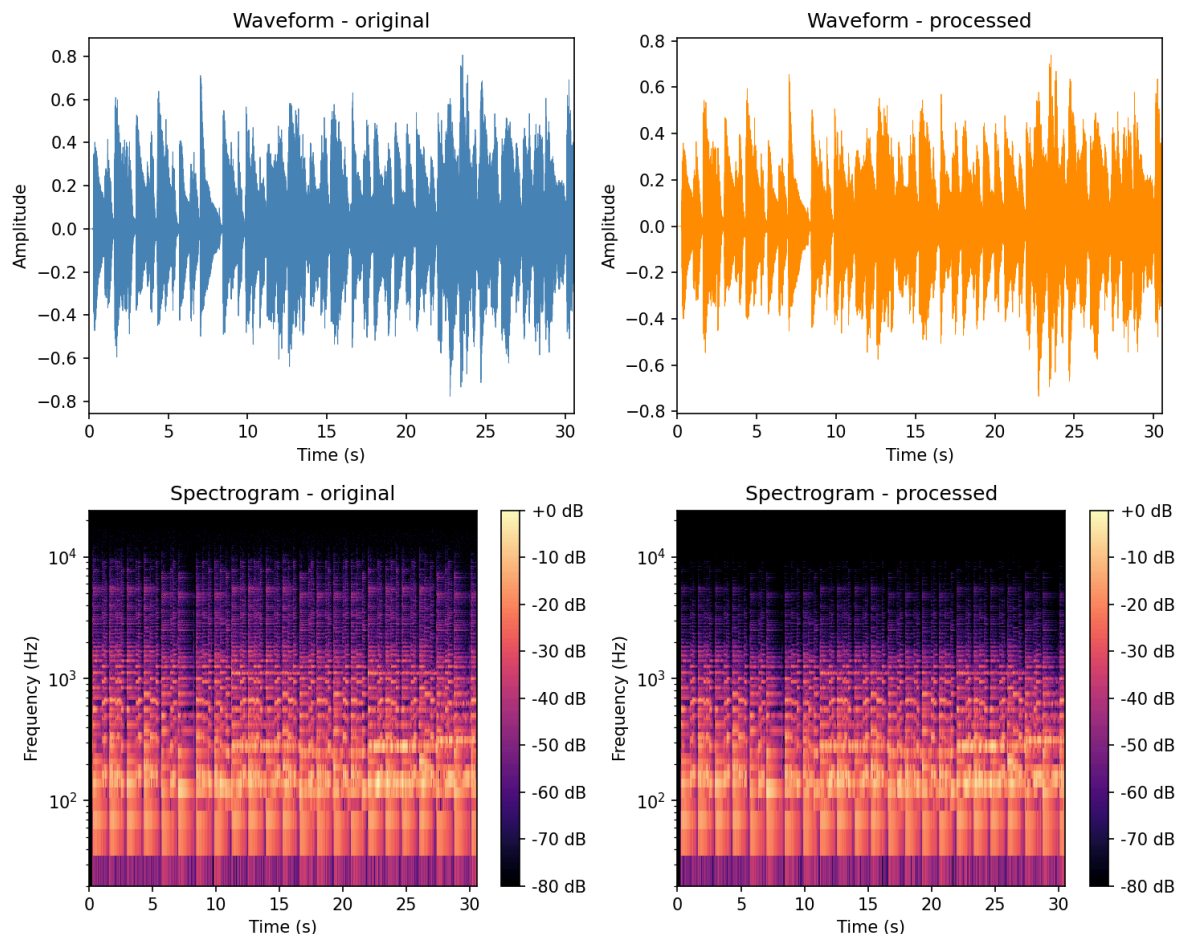 Waveform - original
Waveform - processed
0.8
0.6
0.4
0.2
0.0
−0.2
−0.4
−0.6
−0.8
Amplitude
0
5
10
15
20
25
30
Time (s)
0.8
0.6
0.4
0.2
0.0
−0.2
−0.4
−0.6
−0.8
Amplitude
0
5
10
15
20
25
30
Time (s)
Spectrogram - original
10⁴
10³
10²
Frequency (Hz)
0
5
10
15
20
25
30
Time (s)
+0 dB
-10 dB
-20 dB
-30 dB
-40 dB
-50 dB
-60 dB
-70 dB
-80 dB
Spectrogram - processed
10⁴
10³
10²
Frequency (Hz)
0
5
10
15
20
25
30
Time (s)
+0 dB
-10 dB
-20 dB
-30 dB
-40 dB
-50 dB
-60 dB
-70 dB
-80 dB